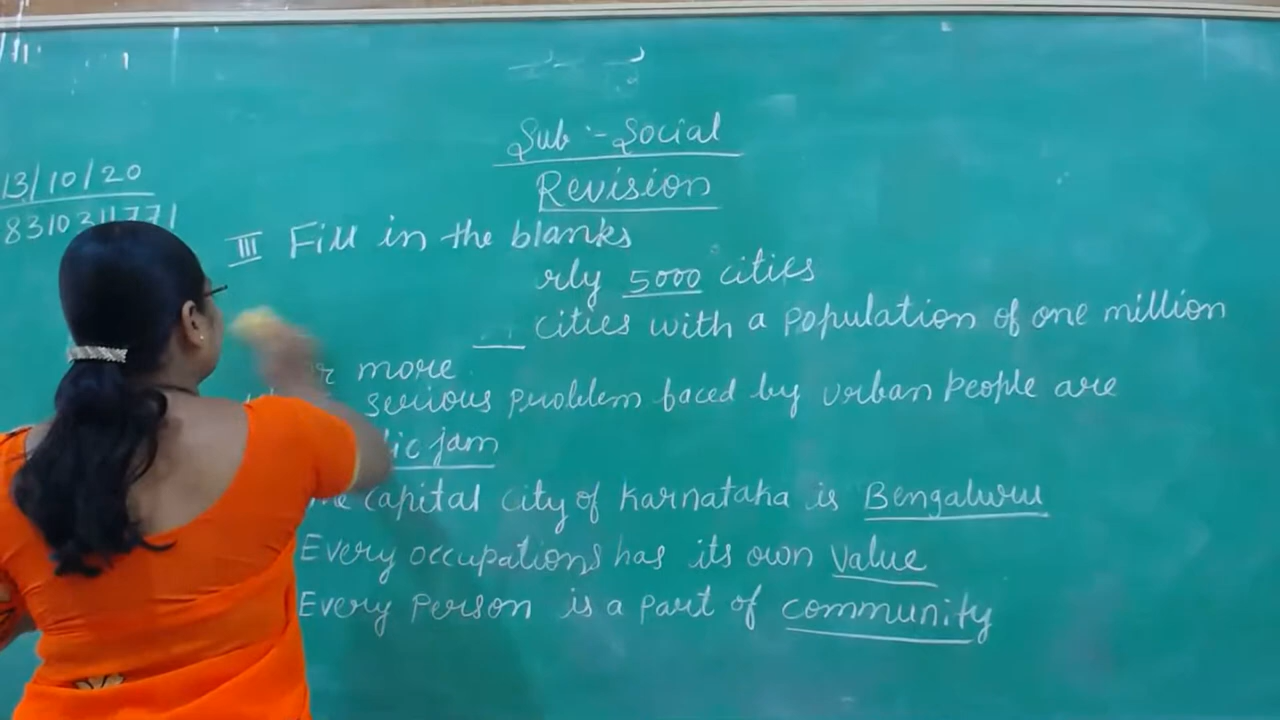 Sub :- Social
Revision
13/10/20
8310311771
III Fill in the blanks
rly 5000 cities
cities with a population of one million
r more
serious problem faced by urban people are
ic jam
capital city of Karnataka is Bengaluru
Every occupations has its own value
Every person is a part of community